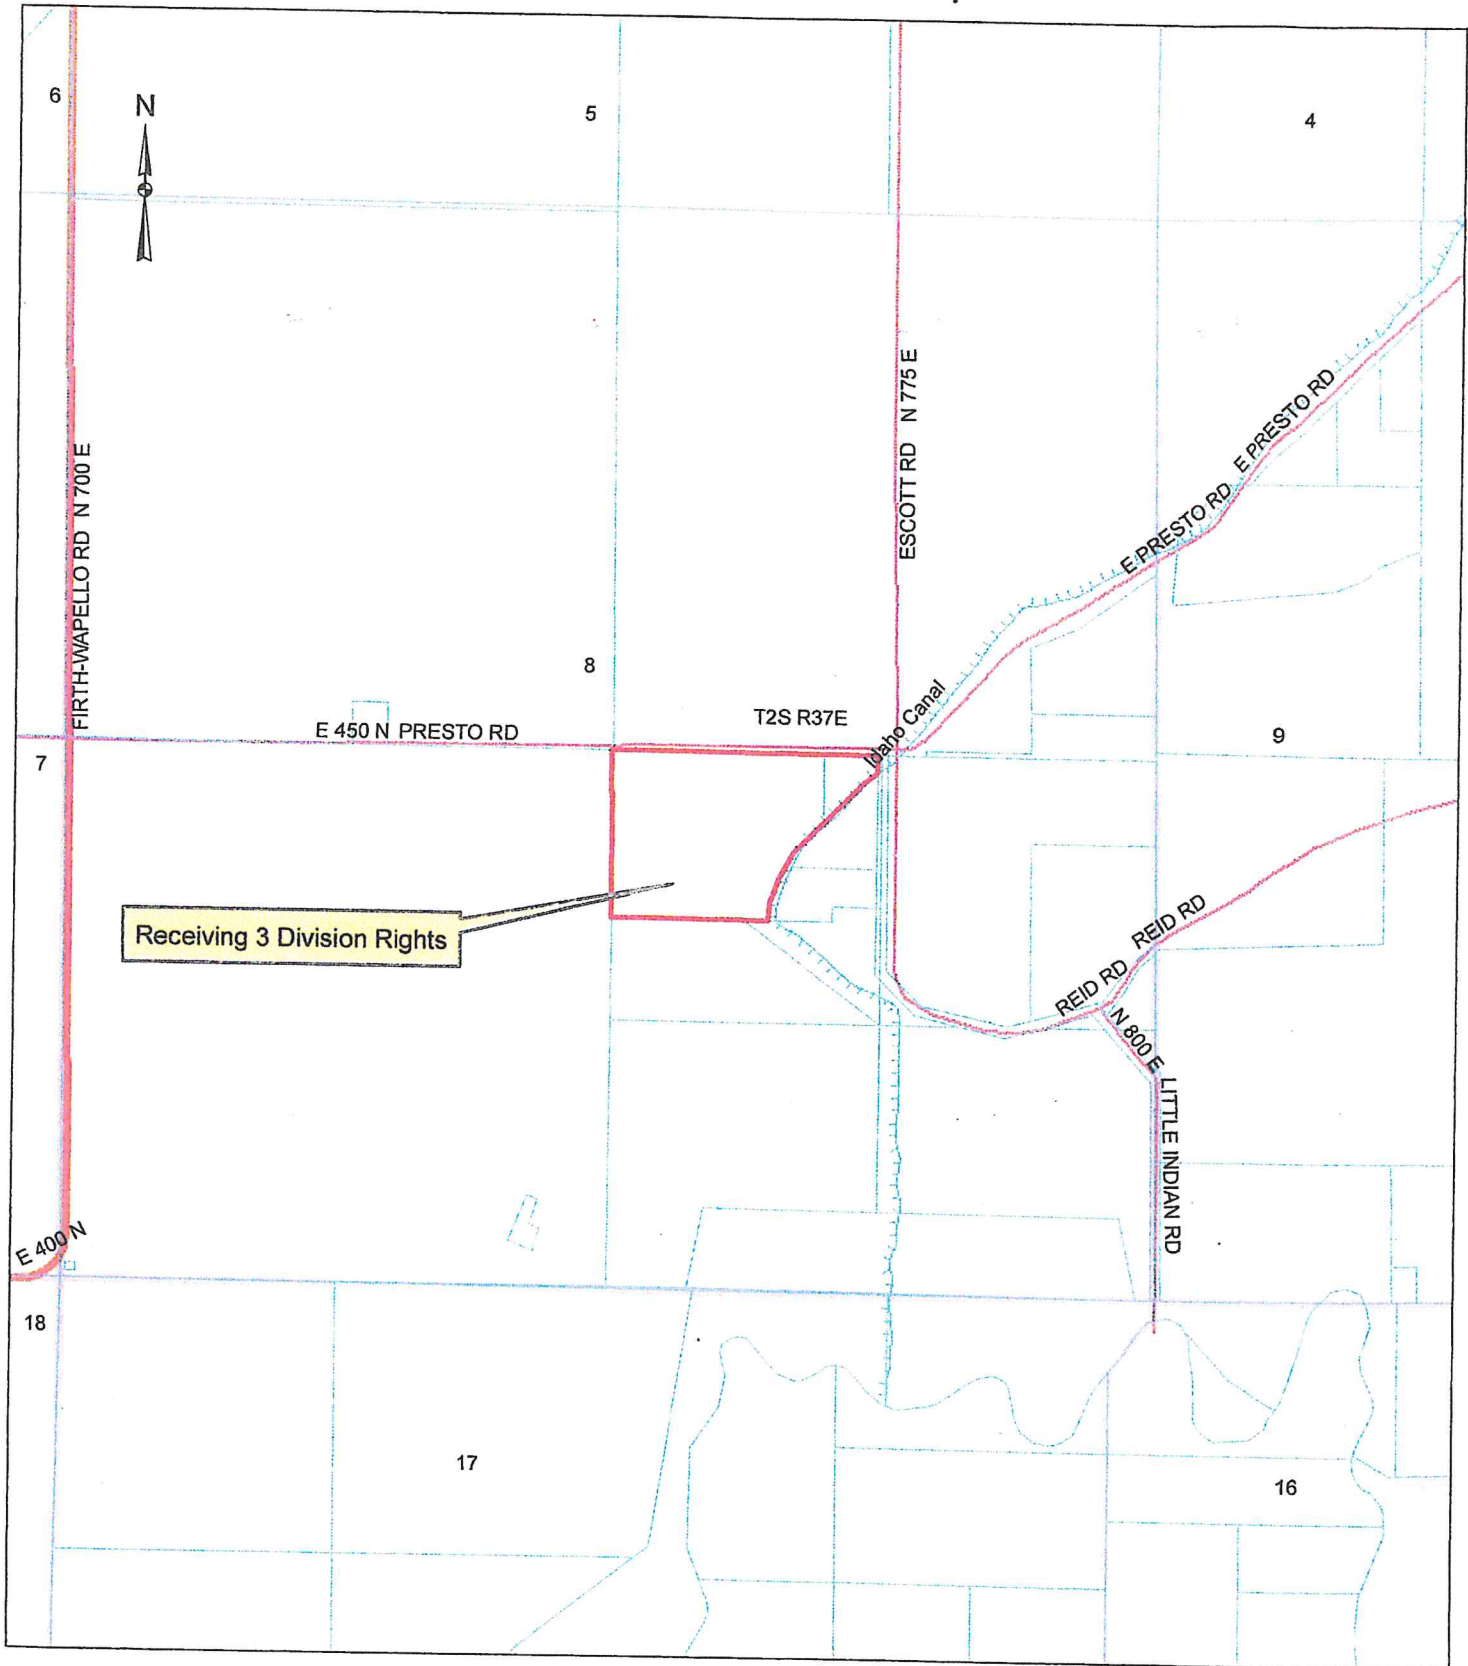 6
N
5
4
FIRTH-WAPELLO RD N 700 E
ESCOTT RD N 775 E
E PRESTO RD
E PRESTO RD
8
T2S R37E
E 450 N PRESTO RD
Idaho Canal
7
9
Receiving 3 Division Rights
REID RD
REID RD
N 800 E
LITTLE INDIAN RD
E 400 N
18
17
16